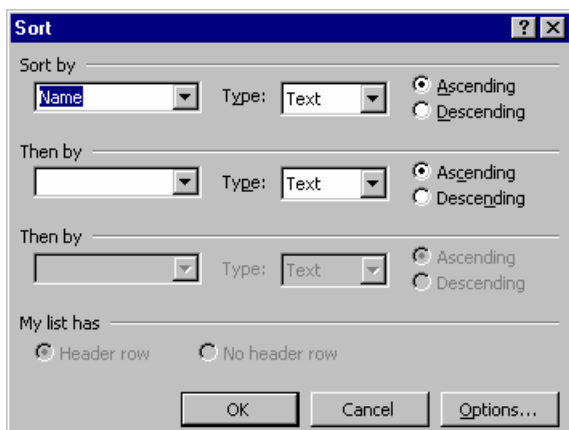 Sort
Sort by
Name Type: Text Ascending
Descending
Then by
Type: Text Ascending
Descending
Then by
Type: Text Ascending
Descending
My list has
Header row No header row
OK Cancel Options...